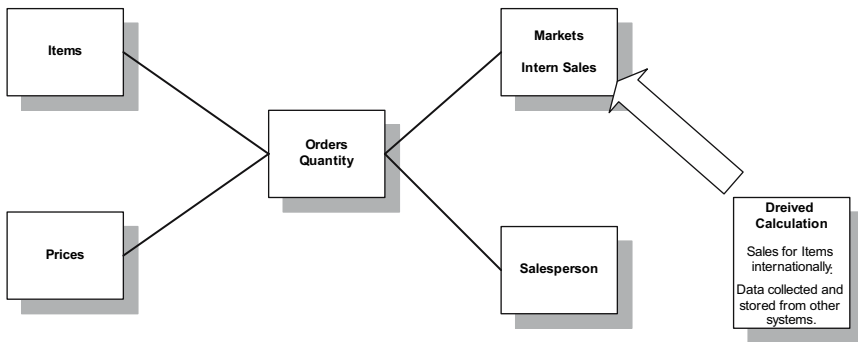 Items
Markets
Intern Sales
Orders
Quantity
Prices
Salesperson
Dreived
Calculation
Sales for Items
internationally;
Data collected and
stored from other
systems.